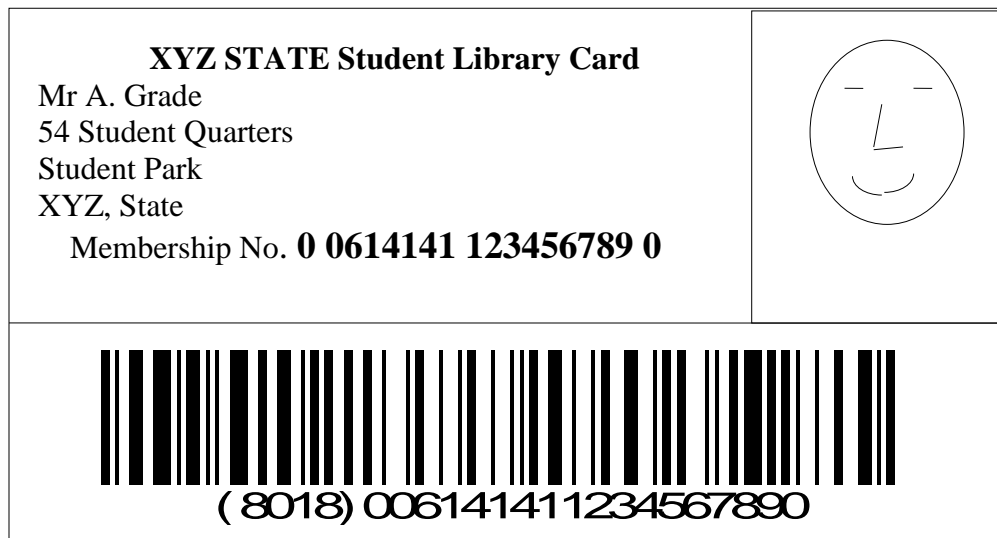 XYZ STATE Student Library Card
Mr A. Grade
54 Student Quarters
Student Park
XYZ, State
Membership No. 0 0614141 123456789 0
(8018) 006141411234567890